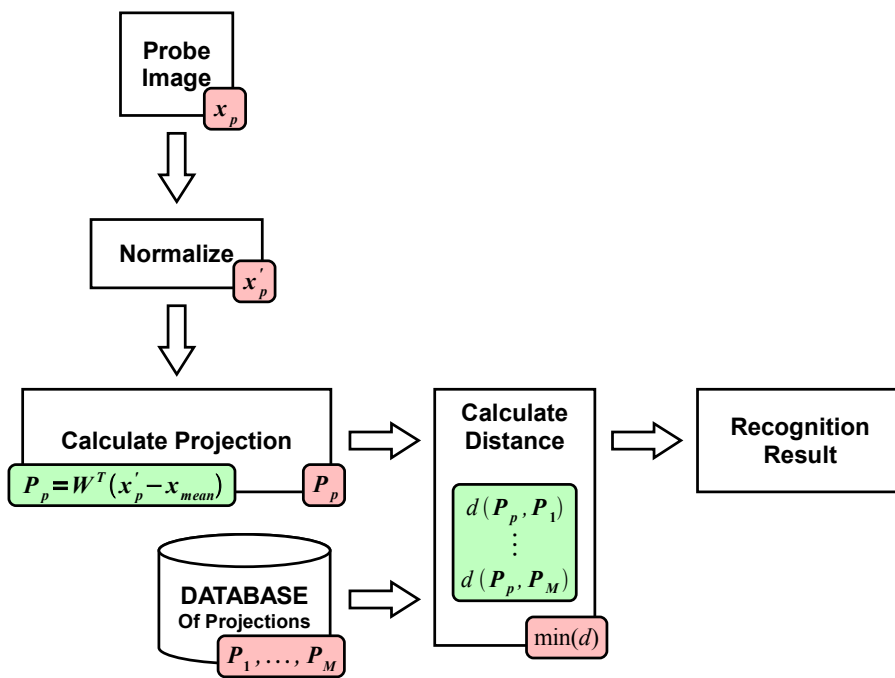 Probe
Image
x_p
Normalize
x'_p
Calculate Projection
P_p=W^T(x'_p−x_mean)
P_p
Calculate
Distance
d(P_p,P_1)
⋮
d(P_p,P_M)
min(d)
Recognition
Result
DATABASE
Of Projections
P_1,…,P_M